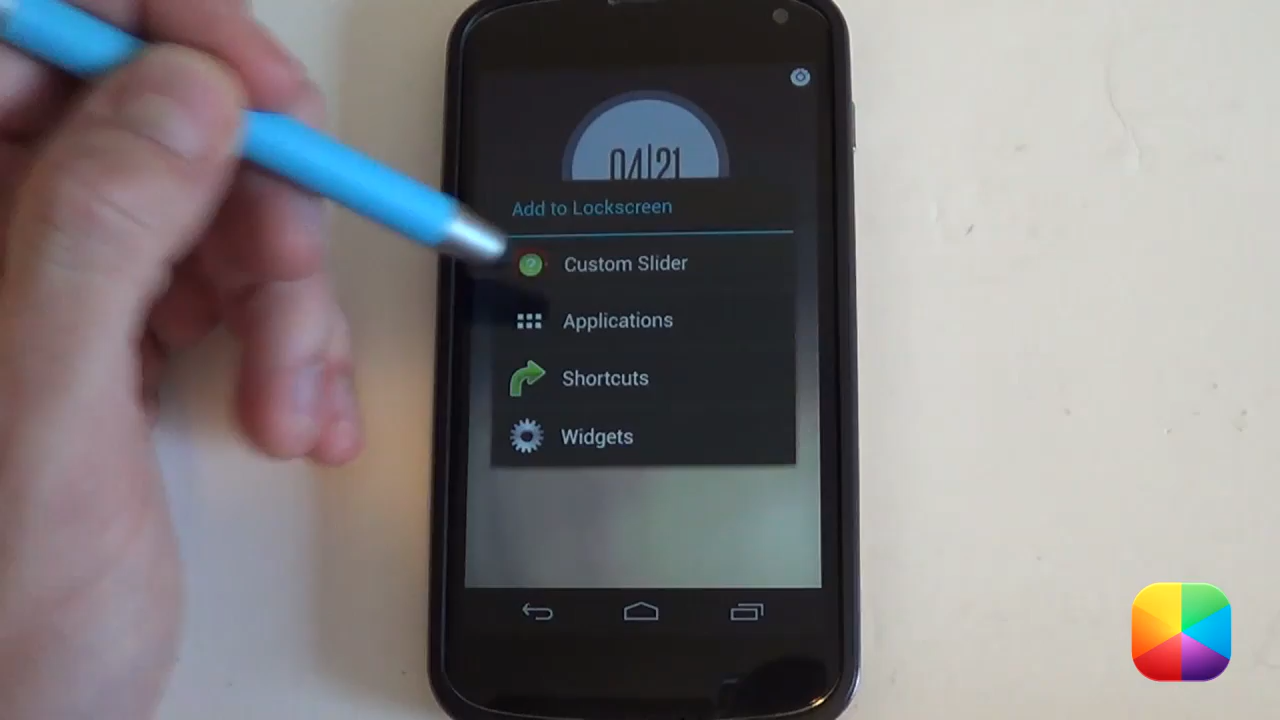 04|21
Add to Lockscreen
Custom Slider
Applications
Shortcuts
Widgets